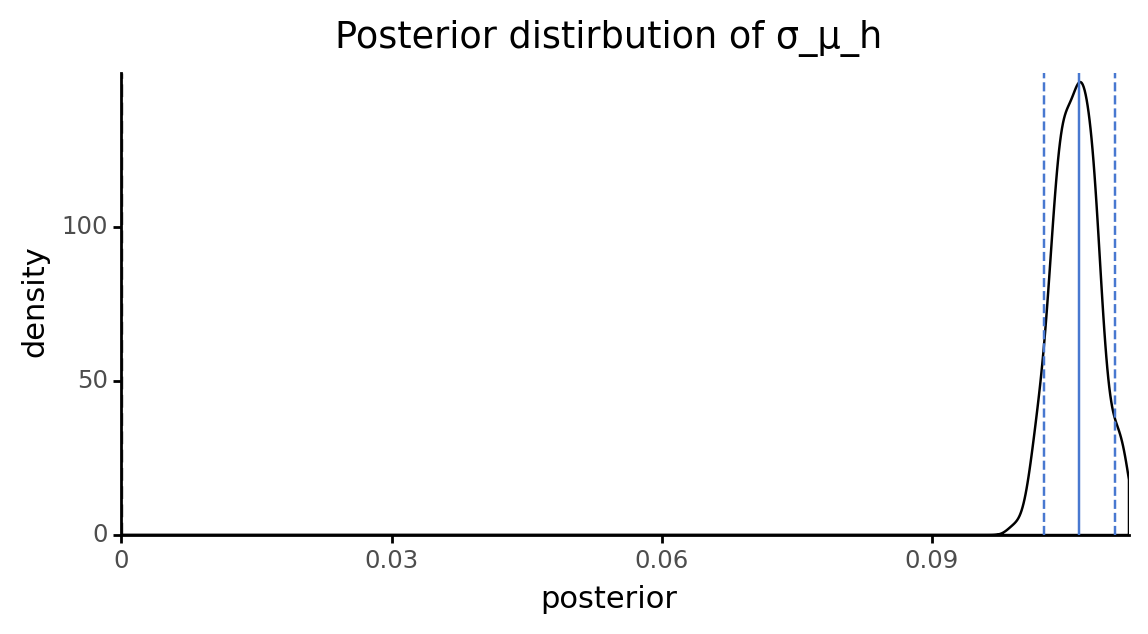 Posterior distirbution of σ_μ_h
density
100
50
0
0 0.03 0.06 0.09
posterior